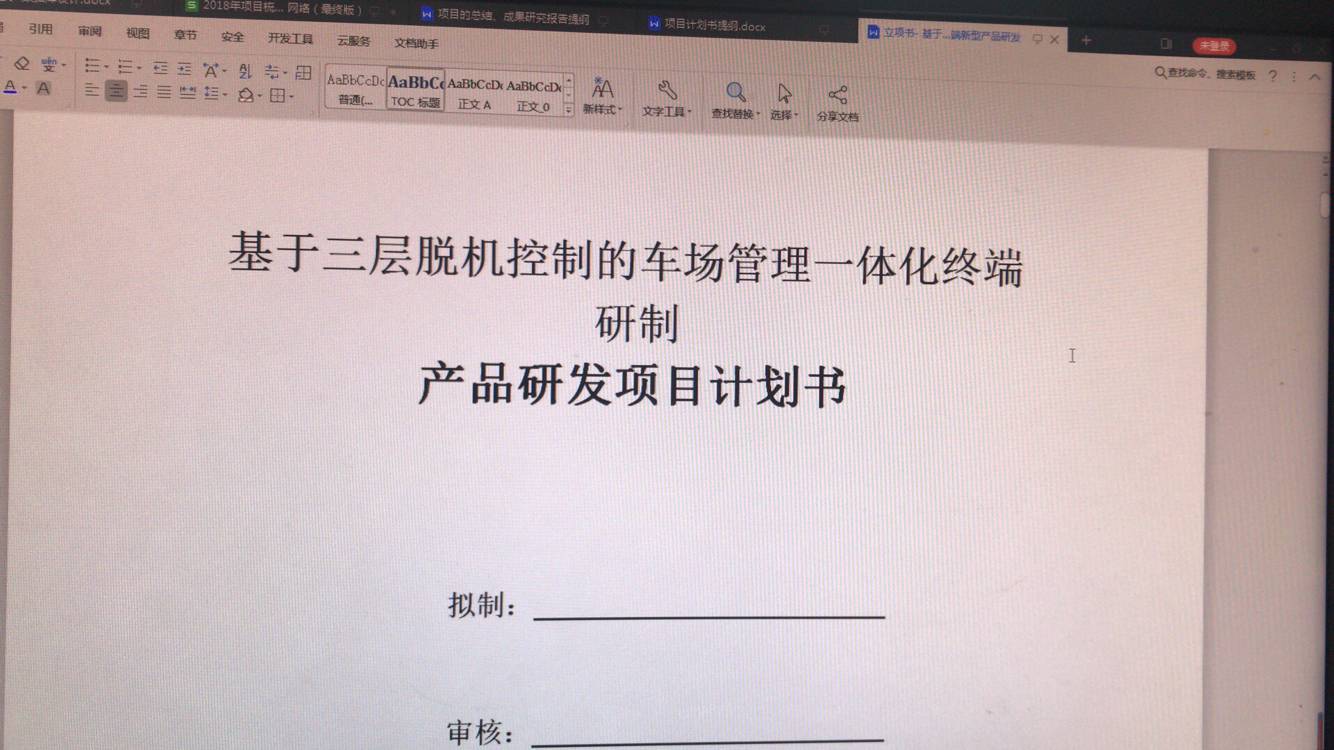 2018年项目梳... 网络（最终版）
项目的总结、成果研究报告提纲
项目计划书提纲.docx
立项书- 基于...端新型产品研发
未登录
引用 审阅 视图 章节 安全 开发工具 云服务 文档助手
查找命令、搜索模板
AaBbCcDc AaBbCc AaBbCcDc AaBbCcDc
普通(... TOC 标题 正文 A 正文_0
新样式 文字工具 查找替换 选择 分享文档
基于三层脱机控制的车场管理一体化终端
研制
产品研发项目计划书
拟制：
审核：